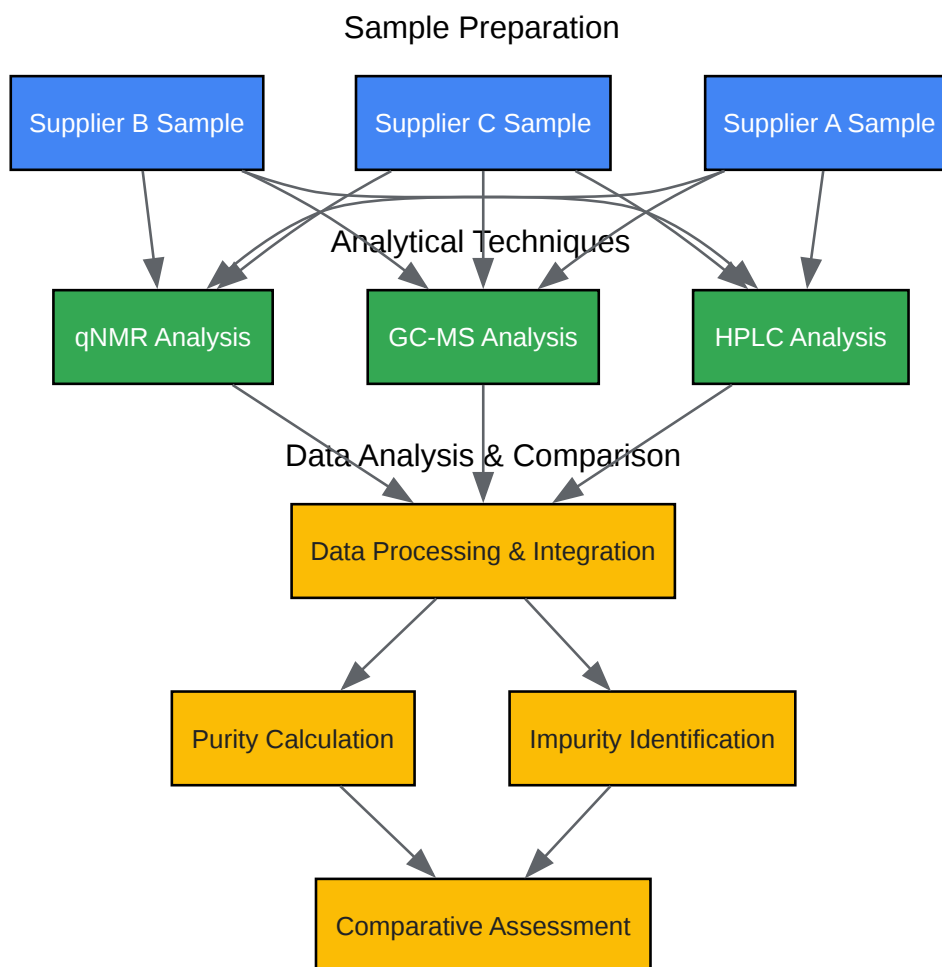 Sample Preparation
Supplier B Sample
Supplier C Sample
Supplier A Sample
Analytical Techniques
qNMR Analysis
GC-MS Analysis
HPLC Analysis
Data Analysis & Comparison
Data Processing & Integration
Purity Calculation
Impurity Identification
Comparative Assessment